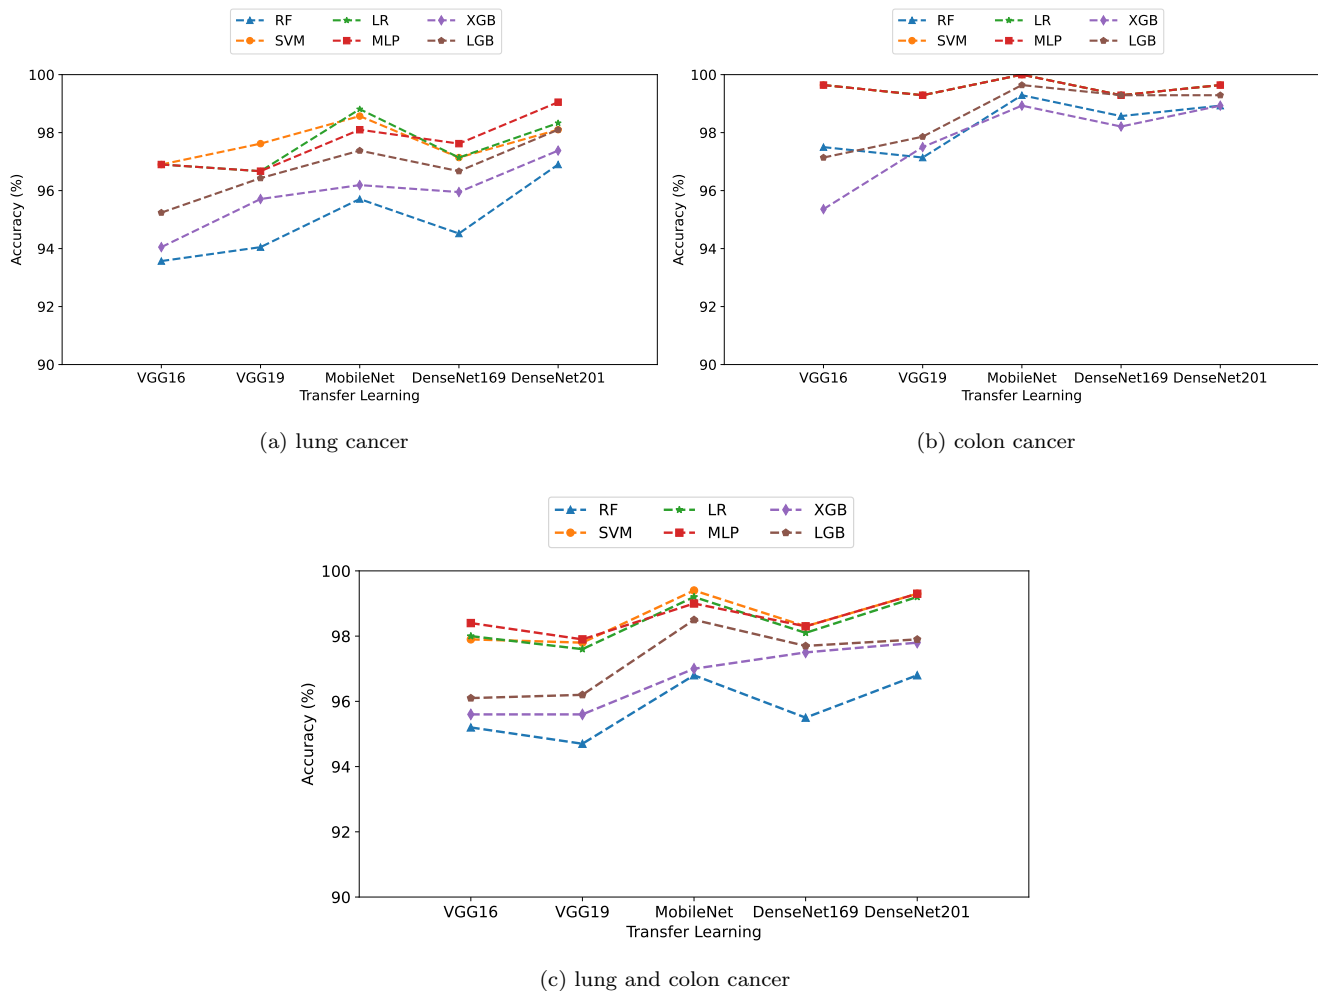 RF LR XGB
SVM MLP LGB
100
98
96
94
92
90
Accuracy (%)
VGG16 VGG19 MobileNet DenseNet169 DenseNet201
Transfer Learning
(a) lung cancer
RF LR XGB
SVM MLP LGB
100
98
96
94
92
90
Accuracy (%)
VGG16 VGG19 MobileNet DenseNet169 DenseNet201
Transfer Learning
(b) colon cancer
RF LR XGB
SVM MLP LGB
100
98
96
94
92
90
Accuracy (%)
VGG16 VGG19 MobileNet DenseNet169 DenseNet201
Transfer Learning
(c) lung and colon cancer